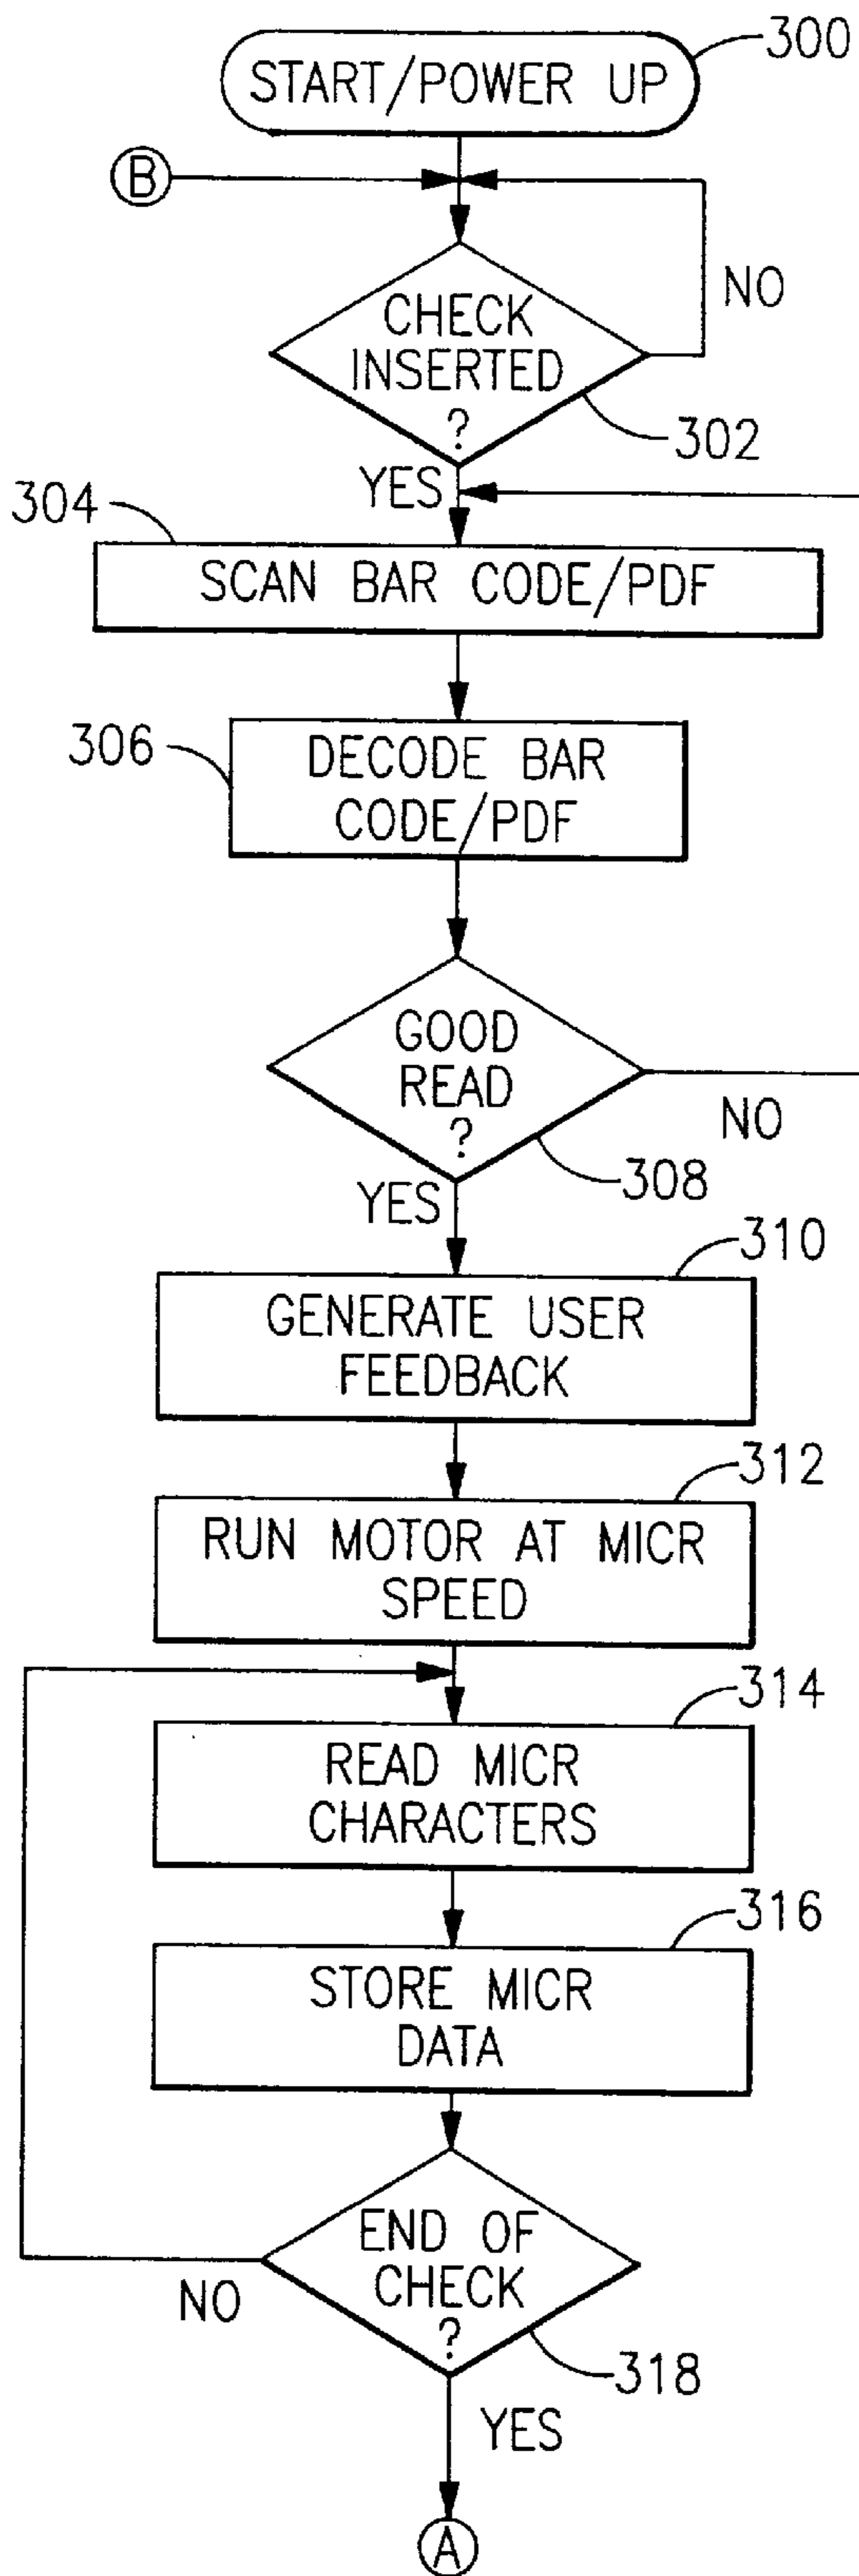 300
START/POWER UP
B
CHECK
INSERTED
?
NO
302
YES
304
SCAN BAR CODE/PDF
306
DECODE BAR
CODE/PDF
GOOD
READ
?
NO
308
YES
310
GENERATE USER
FEEDBACK
312
RUN MOTOR AT MICR
SPEED
314
READ MICR
CHARACTERS
316
STORE MICR
DATA
END OF
CHECK
?
NO
318
YES
A